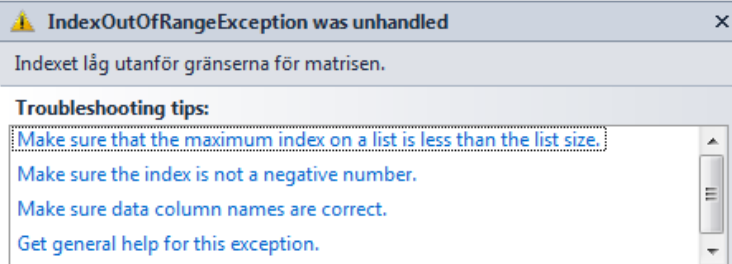 IndexOutOfRangeException was unhandled
Indexet låg utanför gränserna för matrisen.
Troubleshooting tips:
Make sure that the maximum index on a list is less than the list size.
Make sure the index is not a negative number.
Make sure data column names are correct.
Get general help for this exception.